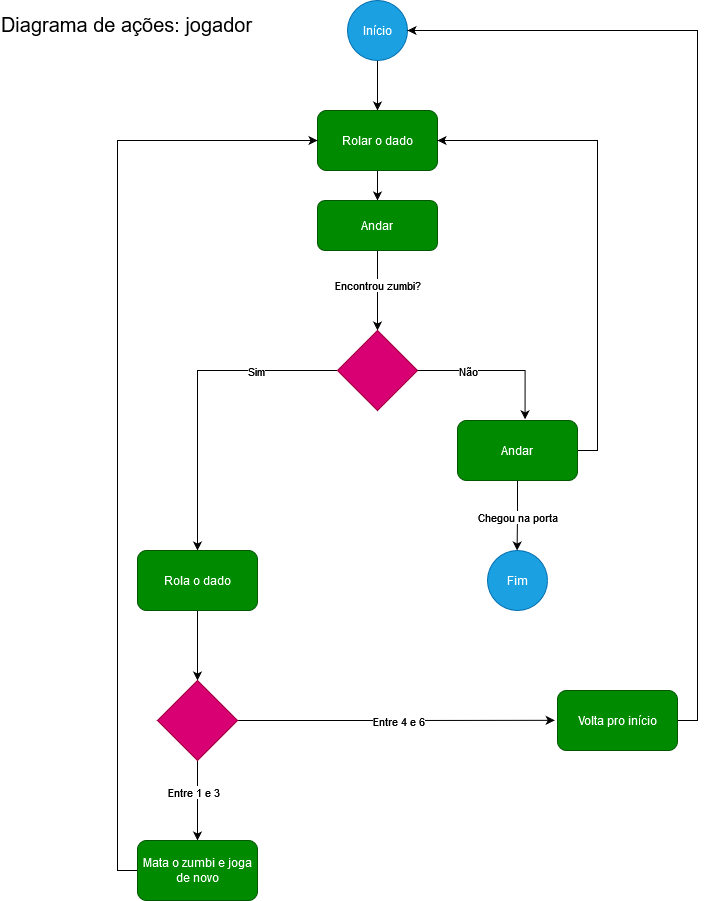 Diagrama de ações: jogador
Início
Rolar o dado
Andar
Encontrou zumbi?
Sim
Não
Andar
Chegou na porta
Rola o dado
Fim
Entre 4 e 6
Volta pro início
Entre 1 e 3
Mata o zumbi e joga
de novo